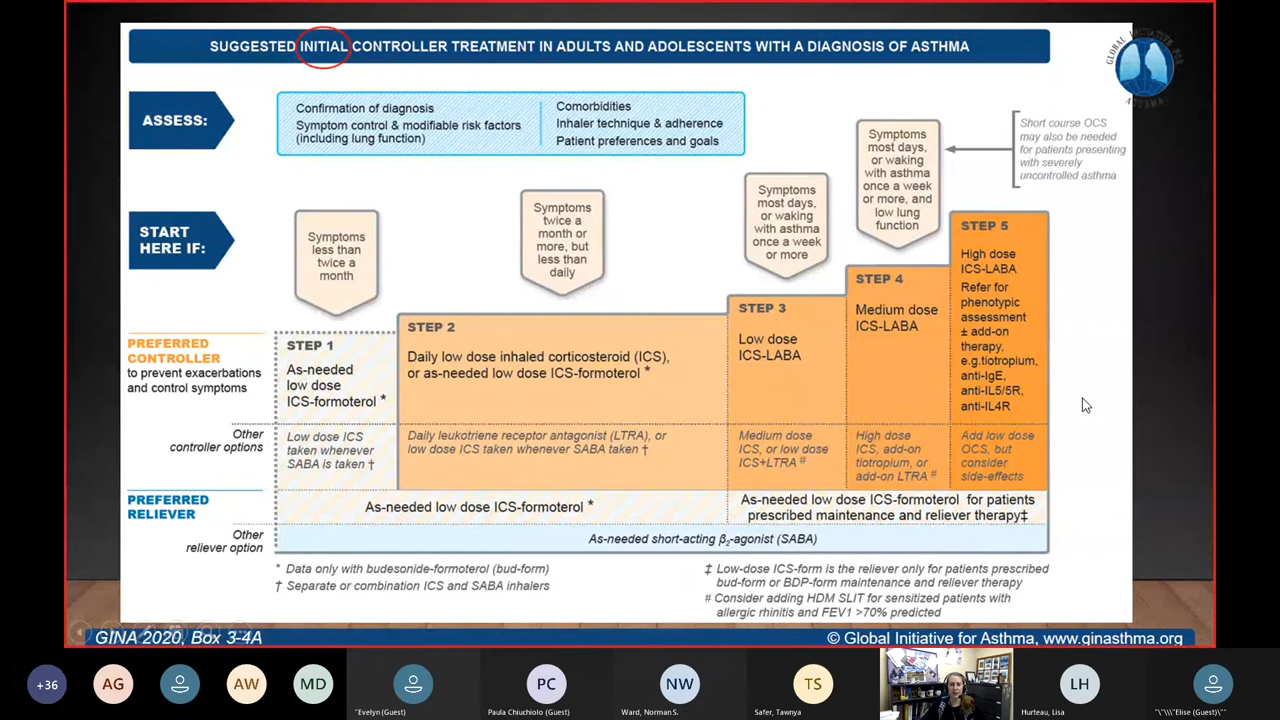 SUGGESTED INITIAL CONTROLLER TREATMENT IN ADULTS AND ADOLESCENTS WITH A DIAGNOSIS OF ASTHMA
GLOBAL INITIATIVE FOR
ASTHMA
ASSESS:
Confirmation of diagnosis
Symptom control & modifiable risk factors
(including lung function)
Comorbidities
Inhaler technique & adherence
Patient preferences and goals
Short course OCS
may also be needed
for patients presenting
with severely
uncontrolled asthma
START
HERE IF:
Symptoms
less than
twice a
month
Symptoms
twice a
month or
more, but
less than
daily
Symptoms
most days,
or waking
with asthma
once a week
or more
Symptoms
most days,
or waking
with asthma
once a week
or more, and
low lung
function
PREFERRED
CONTROLLER
to prevent exacerbations
and control symptoms
STEP 1
As-needed
low dose
ICS-formoterol *
STEP 2
Daily low dose inhaled corticosteroid (ICS),
or as-needed low dose ICS-formoterol *
STEP 3
Low dose
ICS-LABA
STEP 4
Medium dose
ICS-LABA
STEP 5
High dose
ICS-LABA
Refer for
phenotypic
assessment
± add-on
therapy,
e.g.tiotropium,
anti-IgE,
anti-IL5/5R,
anti-IL4R
Other
controller options
Low dose ICS
taken whenever
SABA is taken †
Daily leukotriene receptor antagonist (LTRA), or
low dose ICS taken whenever SABA taken †
Medium dose
ICS, or low dose
ICS+LTRA #
High dose
ICS, add-on
tiotropium, or
add-on LTRA #
Add low dose
OCS, but
consider
side-effects
PREFERRED
RELIEVER
As-needed low dose ICS-formoterol *
As-needed low dose ICS-formoterol for patients
prescribed maintenance and reliever therapy‡
Other
reliever option
As-needed short-acting β₂-agonist (SABA)
* Data only with budesonide-formoterol (bud-form)
† Separate or combination ICS and SABA inhalers
‡ Low-dose ICS-form is the reliever only for patients prescribed
bud-form or BDP-form maintenance and reliever therapy
# Consider adding HDM SLIT for sensitized patients with
allergic rhinitis and FEV1 >70% predicted
GINA 2020, Box 3-4A
© Global Initiative for Asthma, www.ginasthma.org
+36
AG
AW
MD
PC
NW
TS
LH
"Evelyn (Guest)
Paula Chiuchiolo (Guest)
Ward, Norman S.
Safer, Tawnya
Hurteau, Lisa
"\"\\\"Elise (Guest)\"